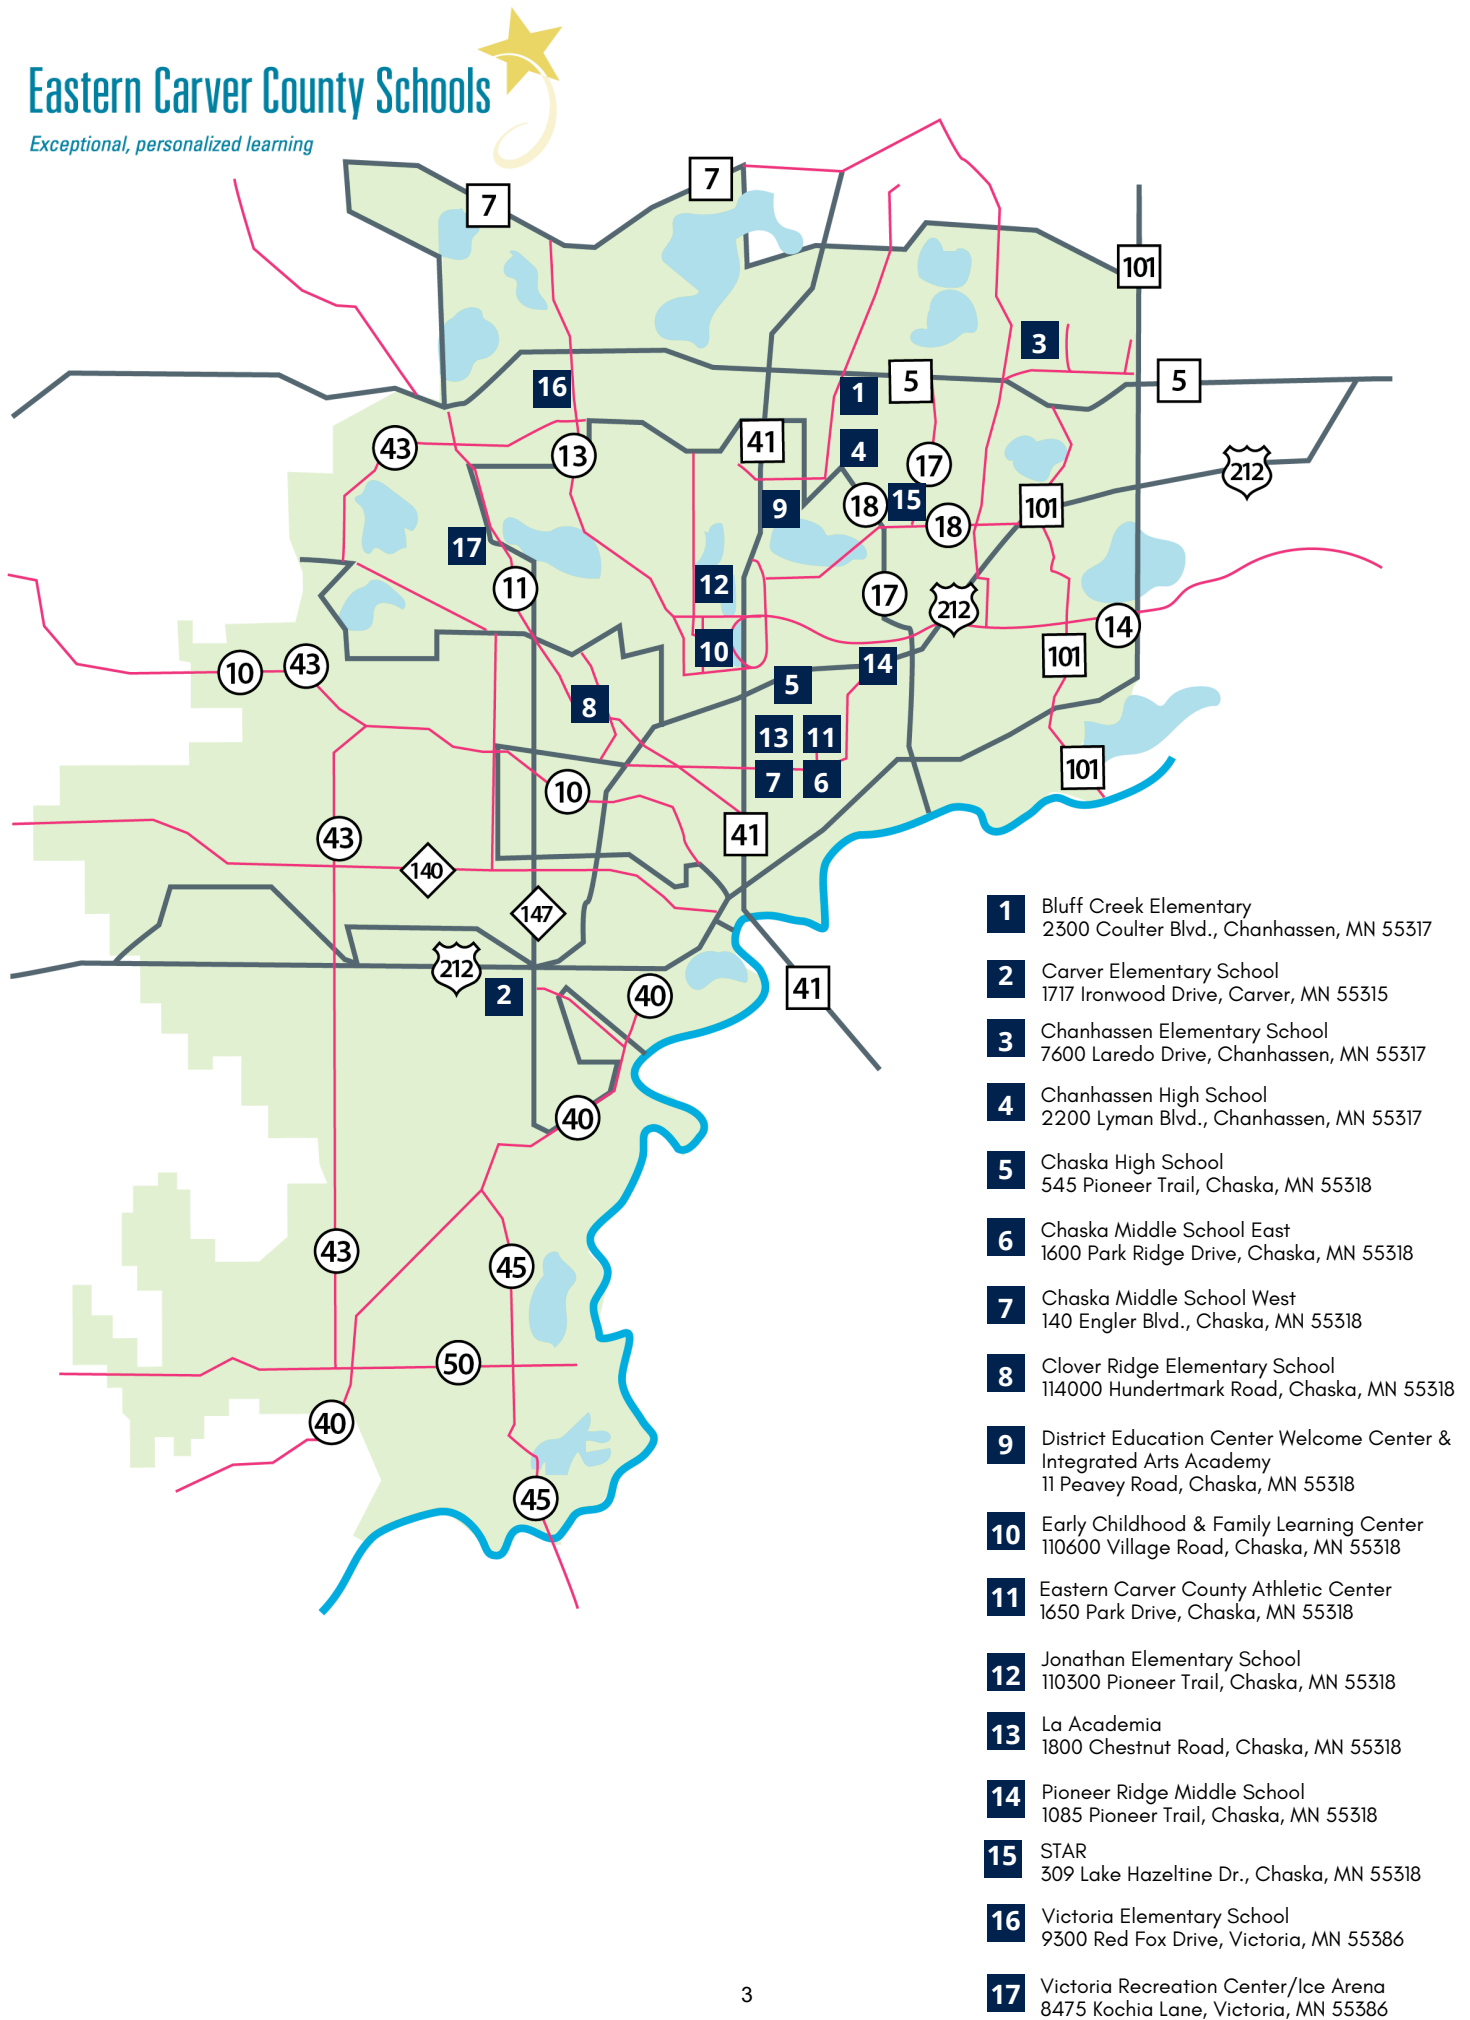 Eastern Carver County Schools
Exceptional, personalized learning
7
7
101
3
16
1
5
5
41
43
13
4
17
212
9
18
15
18
101
17
12
11
17
212
14
10
43
10
14
101
5
8
13
11
101
7
6
10
43
41
140
147
212
2
40
41
40
43
45
50
40
45
1 Bluff Creek Elementary
2300 Coulter Blvd., Chanhassen, MN 55317
2 Carver Elementary School
1717 Ironwood Drive, Carver, MN 55315
3 Chanhassen Elementary School
7600 Laredo Drive, Chanhassen, MN 55317
4 Chanhassen High School
2200 Lyman Blvd., Chanhassen, MN 55317
5 Chaska High School
545 Pioneer Trail, Chaska, MN 55318
6 Chaska Middle School East
1600 Park Ridge Drive, Chaska, MN 55318
7 Chaska Middle School West
140 Engler Blvd., Chaska, MN 55318
8 Clover Ridge Elementary School
114000 Hundertmark Road, Chaska, MN 55318
9 District Education Center Welcome Center &
Integrated Arts Academy
11 Peavey Road, Chaska, MN 55318
10 Early Childhood & Family Learning Center
110600 Village Road, Chaska, MN 55318
11 Eastern Carver County Athletic Center
1650 Park Drive, Chaska, MN 55318
12 Jonathan Elementary School
110300 Pioneer Trail, Chaska, MN 55318
13 La Academia
1800 Chestnut Road, Chaska, MN 55318
14 Pioneer Ridge Middle School
1085 Pioneer Trail, Chaska, MN 55318
15 STAR
309 Lake Hazeltine Dr., Chaska, MN 55318
16 Victoria Elementary School
9300 Red Fox Drive, Victoria, MN 55386
17 Victoria Recreation Center/Ice Arena
8475 Kochia Lane, Victoria, MN 55386
3